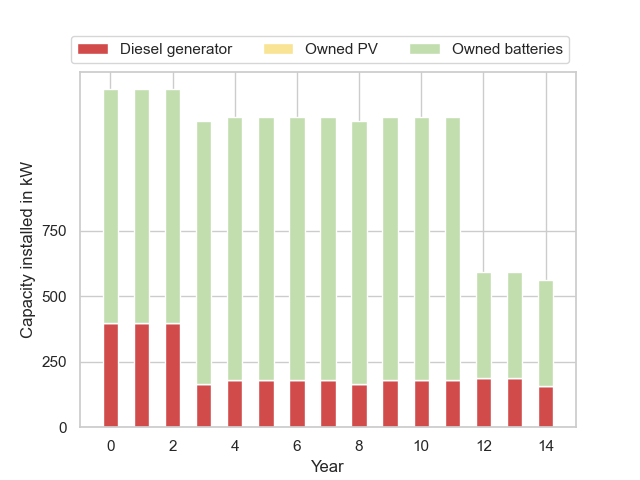 Diesel generator Owned PV Owned batteries
Capacity installed in kW
750
500
250
0
0 2 4 6 8 10 12 14
Year